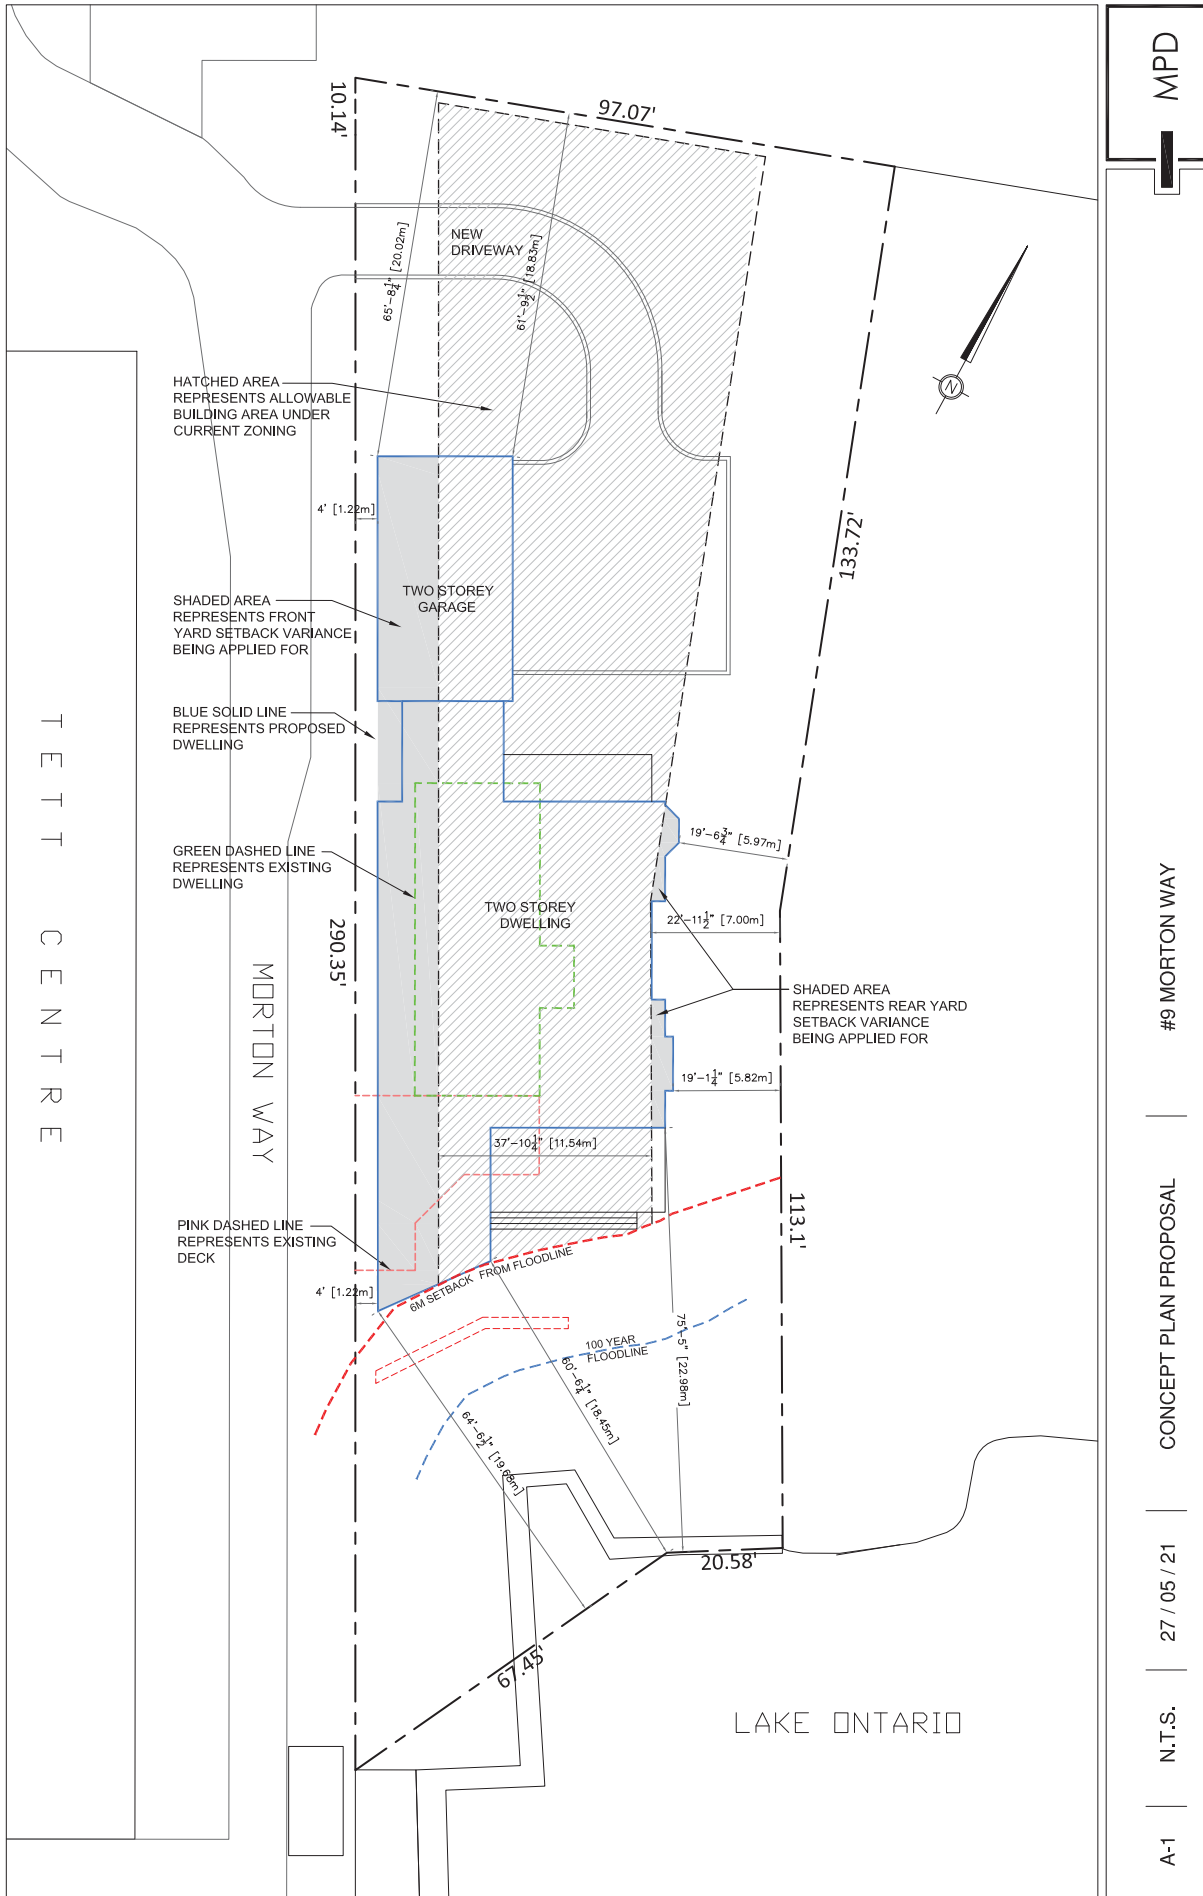 MPD
97.07'
10.14'
NEW
DRIVEWAY
65'-8¼" [20.02m]
61'-9½" [18.83m]
N
HATCHED AREA
REPRESENTS ALLOWABLE
BUILDING AREA UNDER
CURRENT ZONING
4' [1.22m]
133.72'
TWO STOREY
GARAGE
SHADED AREA
REPRESENTS FRONT
YARD SETBACK VARIANCE
BEING APPLIED FOR
BLUE SOLID LINE
REPRESENTS PROPOSED
DWELLING
19'-6¾" [5.97m]
GREEN DASHED LINE
REPRESENTS EXISTING
DWELLING
TWO STOREY
DWELLING
22'-11½" [7.00m]
290.35'
TETT CENTRE
MORTON WAY
SHADED AREA
REPRESENTS REAR YARD
SETBACK VARIANCE
BEING APPLIED FOR
19'-1¼" [5.82m]
37'-10¼" [11.54m]
113.1'
PINK DASHED LINE
REPRESENTS EXISTING
DECK
4' [1.22m]
6M SETBACK FROM FLOODLINE
100 YEAR
FLOODLINE
75'-5" [22.98m]
60'-6¼" [18.45m]
64'-6½" [19.68m]
20.58'
67.45'
LAKE ONTARIO
#9 MORTON WAY
CONCEPT PLAN PROPOSAL
27 / 05 / 21
N.T.S.
A-1